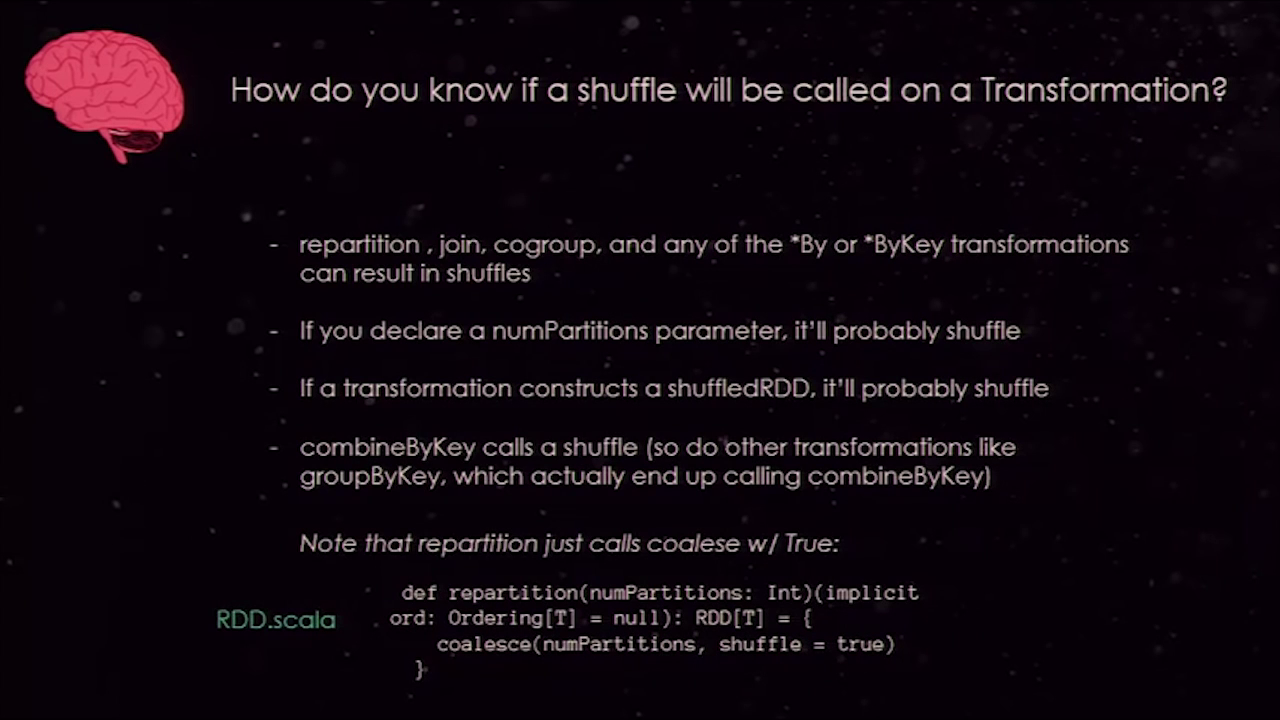 How do you know if a shuffle will be called on a Transformation?
- repartition , join, cogroup, and any of the *By or *ByKey transformations
can result in shuffles
- If you declare a numPartitions parameter, it'll probably shuffle
- If a transformation constructs a shuffledRDD, it'll probably shuffle
- combineByKey calls a shuffle (so do other transformations like
groupByKey, which actually end up calling combineByKey)
Note that repartition just calls coalese w/ True:
RDD.scala
def repartition(numPartitions: Int)(implicit
ord: Ordering[T] = null): RDD[T] = {
coalesce(numPartitions, shuffle = true)
}